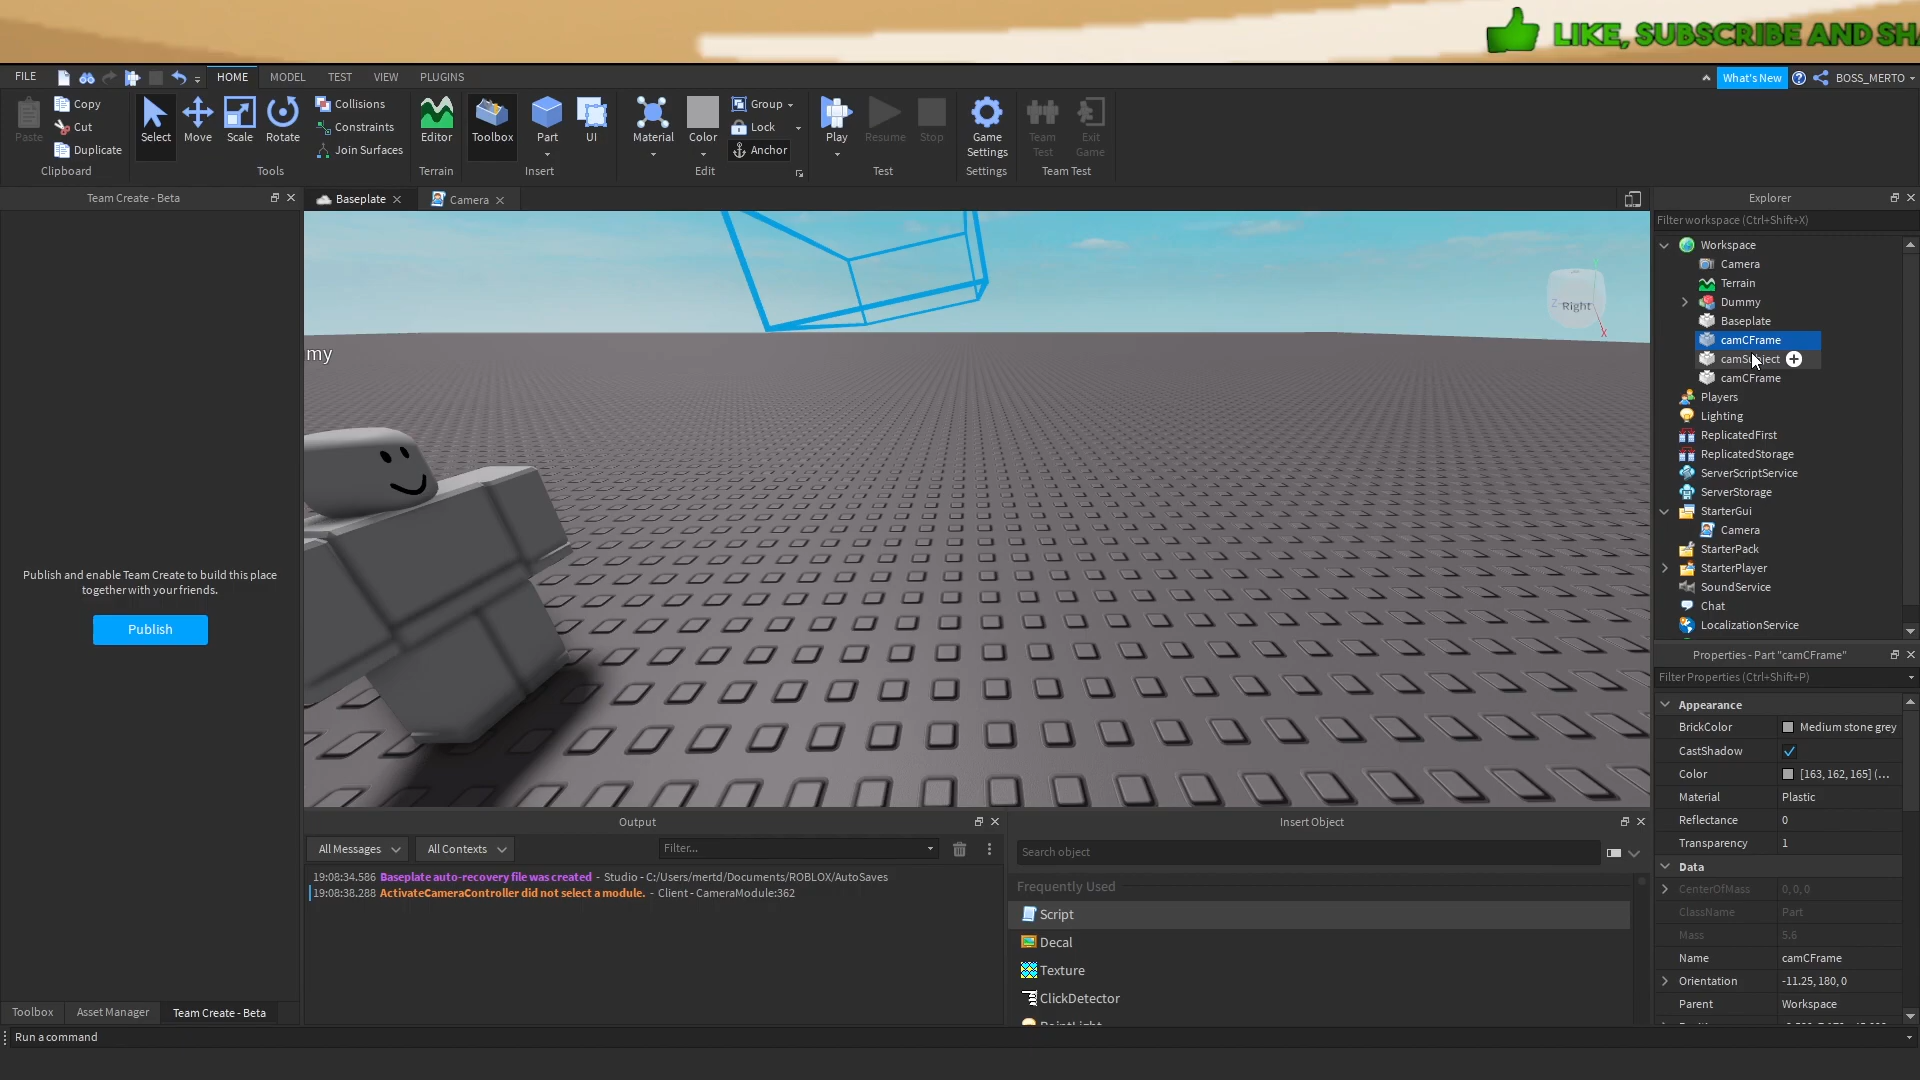 LIKE, SUBSCRIBE AND SHA
FILE
HOME
MODEL
TEST
VIEW
PLUGINS
What's New
BOSS_MERTO
Paste
Copy
Cut
Duplicate
Clipboard
Select
Move
Scale
Rotate
Collisions
Constraints
Join Surfaces
Tools
Editor
Terrain
Toolbox
Part
UI
Insert
Material
Color
Group
Lock
Anchor
Edit
Play
Resume
Stop
Test
Game
Settings
Settings
Team
Test
Exit
Game
Team Test
Team Create - Beta
Publish and enable Team Create to build this place
together with your friends.
Publish
Toolbox
Asset Manager
Team Create - Beta
Run a command
Baseplate
Camera
my
Right
Z
X
Output
All Messages
All Contexts
Filter...
19:08:34.586 Baseplate auto-recovery file was created - Studio - C:/Users/mertd/Documents/ROBLOX/AutoSaves
19:08:38.288 ActivateCameraController did not select a module. - Client - CameraModule:362
Insert Object
Search object
Frequently Used
Script
Decal
Texture
ClickDetector
PointLight
Explorer
Filter workspace (Ctrl+Shift+X)
Workspace
Camera
Terrain
Dummy
Baseplate
camCFrame
camSubject
camCFrame
Players
Lighting
ReplicatedFirst
ReplicatedStorage
ServerScriptService
ServerStorage
StarterGui
Camera
StarterPack
StarterPlayer
SoundService
Chat
LocalizationService
Properties - Part "camCFrame"
Filter Properties (Ctrl+Shift+P)
Appearance
BrickColor Medium stone grey
CastShadow
Color [163, 162, 165] (...
Material Plastic
Reflectance 0
Transparency 1
Data
CenterOfMass 0, 0, 0
ClassName Part
Mass 5.6
Name camCFrame
Orientation -11.25, 180, 0
Parent Workspace